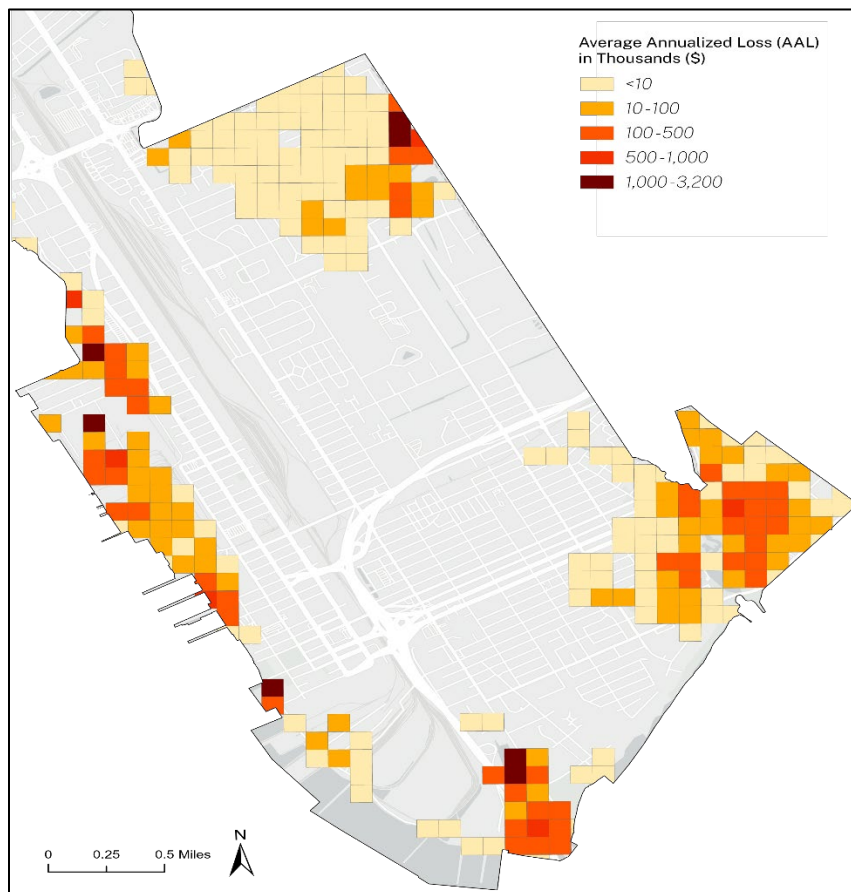 Average Annualized Loss (AAL)
in Thousands ($)
<10
10-100
100-500
500-1,000
1,000-3,200
N
0 0.25 0.5 Miles